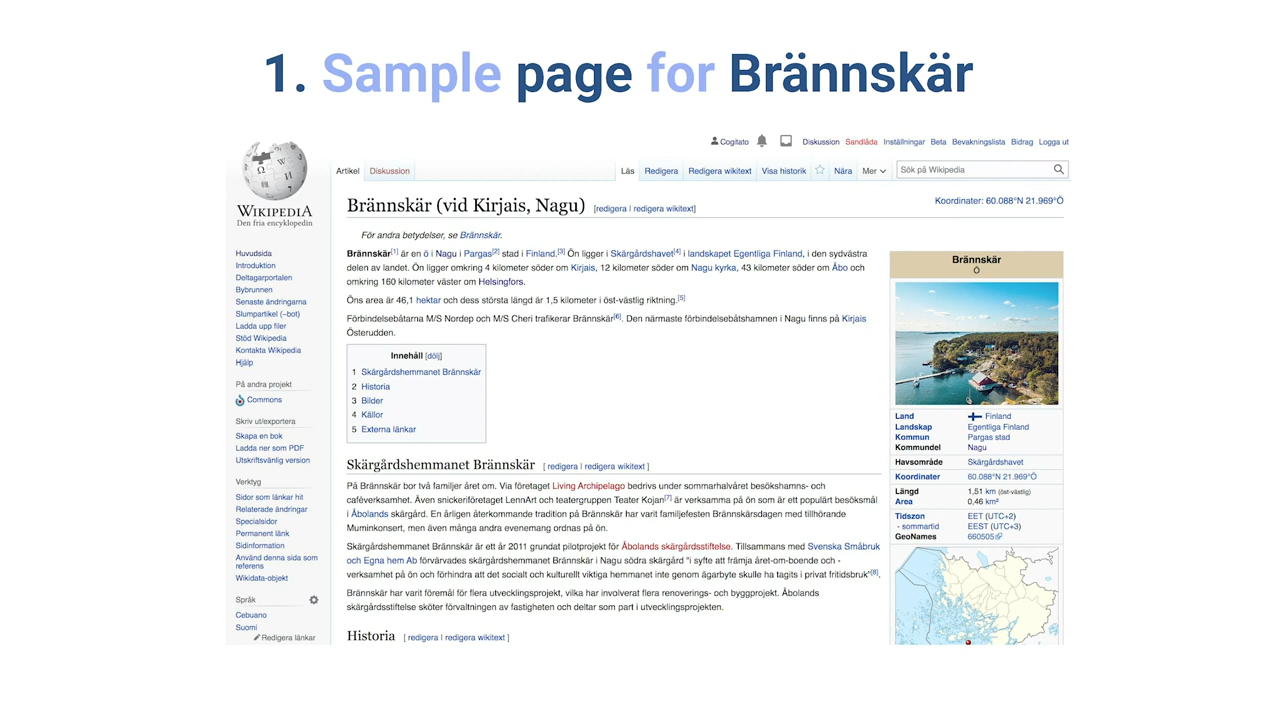 1. Sample page for Brännskär
Cogitato Diskussion Sandlåda Inställningar Beta Bevakningslista Bidrag Logga ut
Artikel Diskussion Läs Redigera Redigera wikitext Visa historik Nära Mer Sök på Wikipedia
WIKIPEDIA
Den fria encyklopedin
Huvudsida
Introduktion
Deltagarportalen
Bybrunnen
Senaste ändringarna
Slumpartikel (–bot)
Ladda upp filer
Stöd Wikipedia
Kontakta Wikipedia
Hjälp
På andra projekt
Commons
Skriv ut/exportera
Skapa en bok
Ladda ner som PDF
Utskriftsvänlig version
Verktyg
Sidor som länkar hit
Relaterade ändringar
Specialsidor
Permanent länk
Sidinformation
Använd denna sida som
referens
Wikidata-objekt
Språk
Cebuano
Suomi
Redigera länkar
Brännskär (vid Kirjais, Nagu) [redigera | redigera wikitext]
Koordinater: 60.088°N 21.969°Ö
För andra betydelser, se Brännskär.
Brännskär[1] är en ö i Nagu i Pargas[2] stad i Finland.[3] Ön ligger i Skärgårdshavet[4] i landskapet Egentliga Finland, i den sydvästra
delen av landet. Ön ligger omkring 4 kilometer söder om Kirjais, 12 kilometer söder om Nagu kyrka, 43 kilometer söder om Åbo och
omkring 160 kilometer väster om Helsingfors.
Öns area är 46,1 hektar och dess största längd är 1,5 kilometer i öst-västlig riktning.[5]
Förbindelsebåtarna M/S Nordep och M/S Cheri trafikerar Brännskär[6]. Den närmaste förbindelsebåtshamnen i Nagu finns på Kirjais
Österudden.
Innehåll [dölj]
1 Skärgårdshemmanet Brännskär
2 Historia
3 Bilder
4 Källor
5 Externa länkar
Skärgårdshemmanet Brännskär [ redigera | redigera wikitext ]
På Brännskär bor två familjer året om. Via företaget Living Archipelago bedrivs under sommarhalvåret besökshamns- och
caféverksamhet. Även snickeriföretaget LennArt och teatergruppen Teater Kojan[7] är verksamma på ön som är ett populärt besöksmål
i Åbolands skärgård. En årligen återkommande tradition på Brännskär har varit familjefesten Brännskärsdagen med tillhörande
Muminkonsert, men även många andra evenemang ordnas på ön.
Skärgårdshemmanet Brännskär är ett år 2011 grundat pilotprojekt för Åbolands skärgårdsstiftelse. Tillsammans med Svenska Småbruk
och Egna hem Ab förvärvades skärgårdshemmanet Brännskär i Nagu södra skärgård "i syfte att främja året-om-boende och -
verksamhet på ön och förhindra att det socialt och kulturellt viktiga hemmanet inte genom ägarbyte skulle ha tagits i privat fritidsbruk"[8].
Brännskär har varit föremål för flera utvecklingsprojekt, vilka har involverat flera renoverings- och byggprojekt. Åbolands
skärgårdsstiftelse sköter förvaltningen av fastigheten och deltar som part i utvecklingsprojekten.
Historia [ redigera | redigera wikitext ]
Brännskär
Ö
Land Finland
Landskap Egentliga Finland
Kommun Pargas stad
Kommundel Nagu
Havsområde Skärgårdshavet
Koordinater 60.088°N 21.969°Ö
Längd 1,51 km (öst-västlig)
Area 0,46 km²
Tidszon EET (UTC+2)
- sommartid EEST (UTC+3)
GeoNames 660505